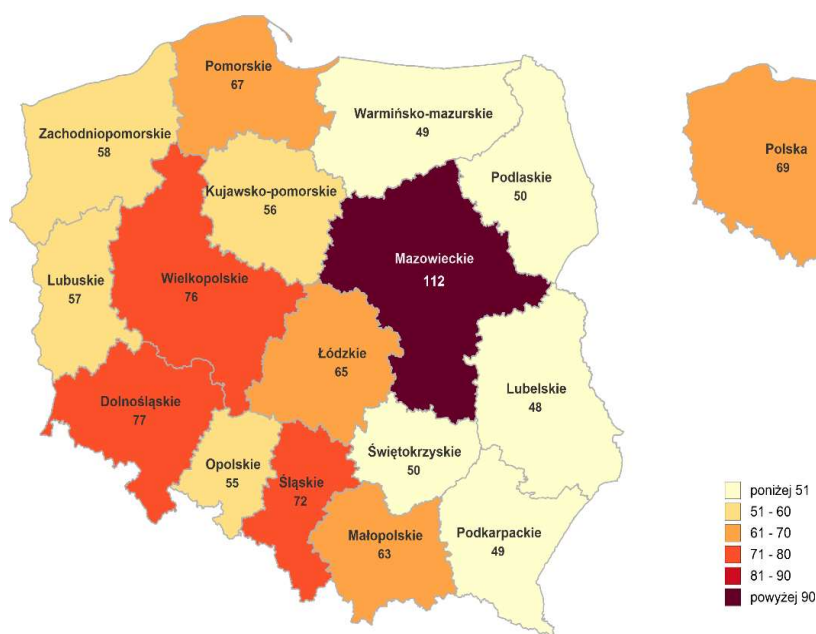 Pomorskie
67
Warmińsko-mazurskie
49
Zachodniopomorskie
58
Podlaskie
50
Kujawsko-pomorskie
56
Mazowieckie
112
Lubuskie
57
Wielkopolskie
76
Łódzkie
65
Lubelskie
48
Dolnośląskie
77
Opolskie
55
Śląskie
72
Świętokrzyskie
50
Małopolskie
63
Podkarpackie
49
Polska
69
poniżej 51
51 - 60
61 - 70
71 - 80
81 - 90
powyżej 90